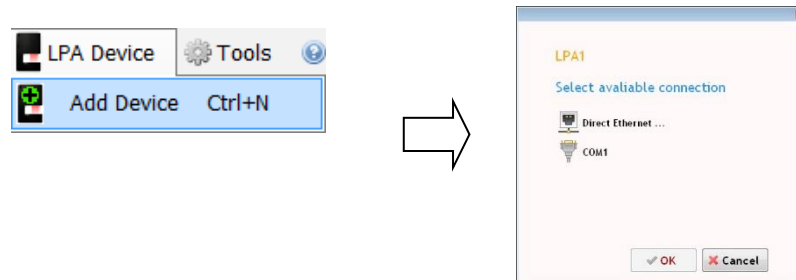 LPA Device Tools
Add Device Ctrl+N
LPA1
Select avaliable connection
Direct Ethernet ...
COM1
OK Cancel